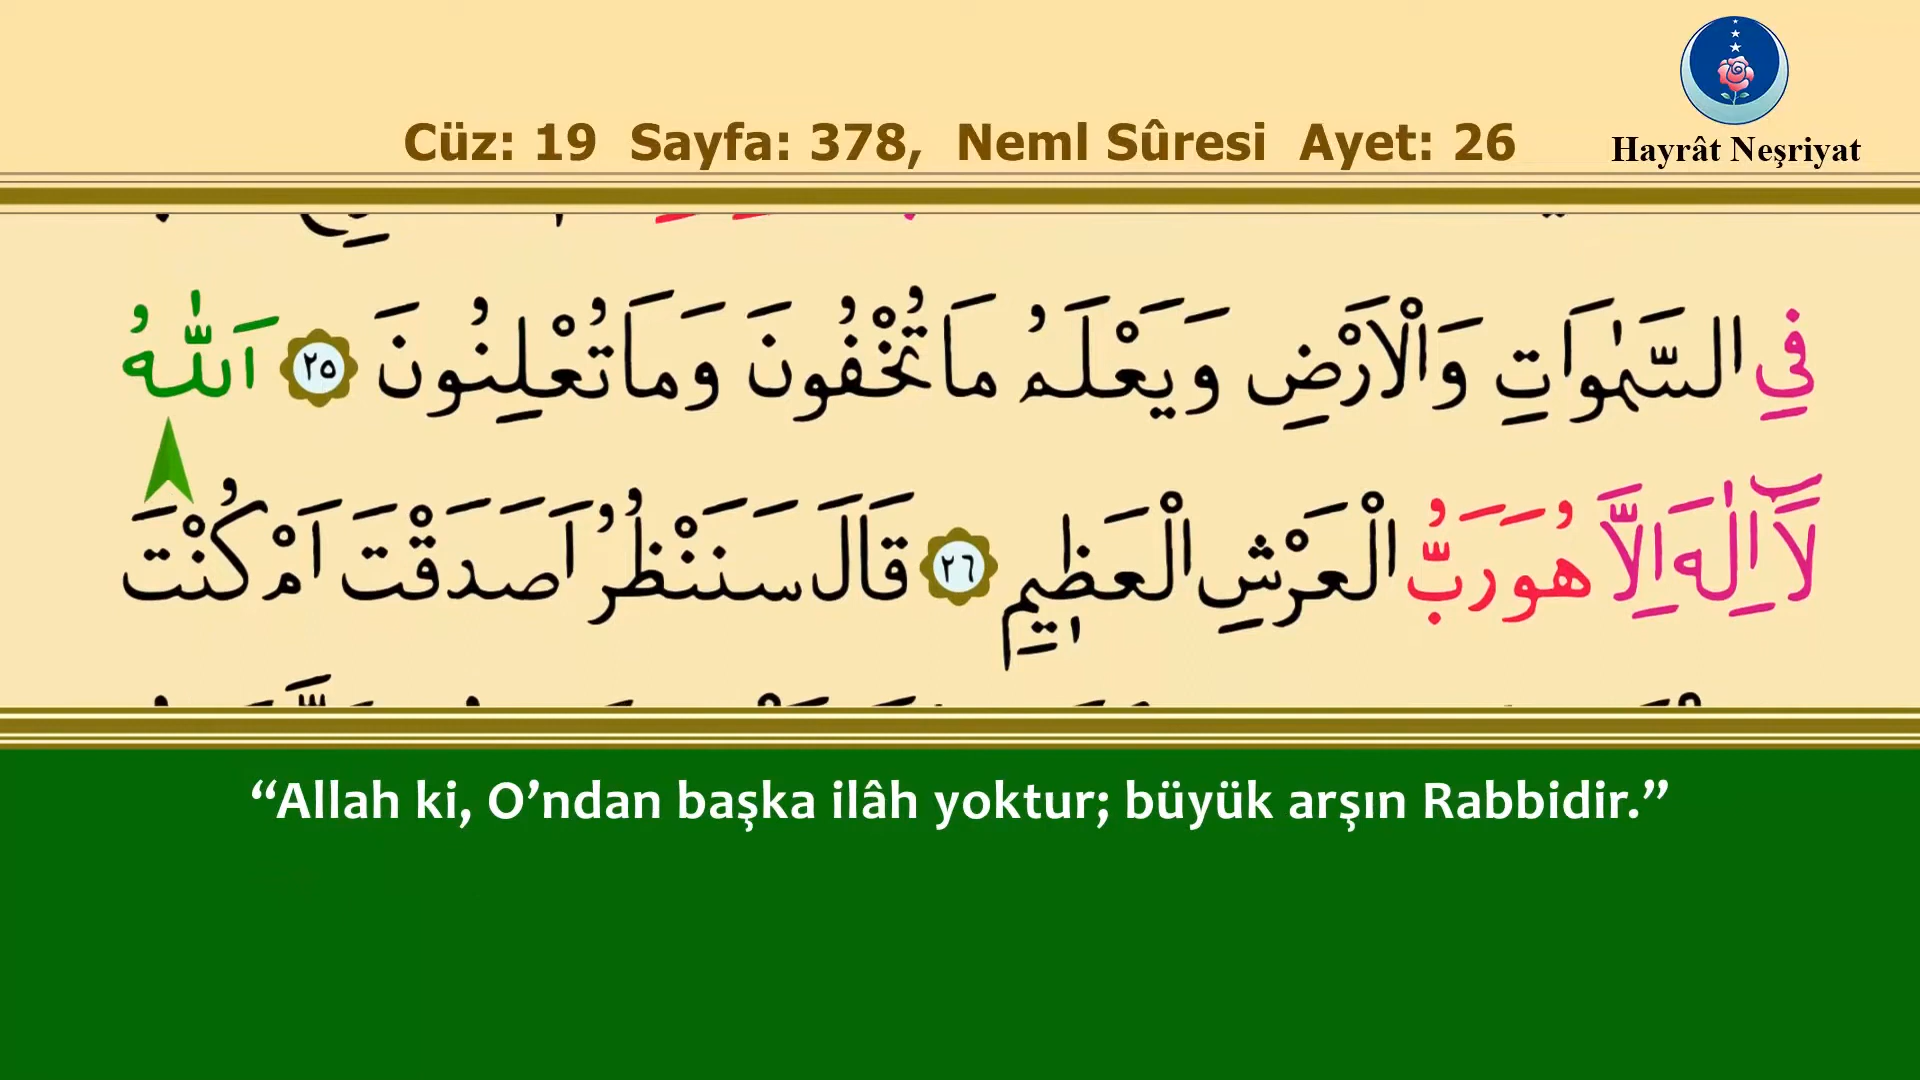 Cüz: 19 Sayfa: 378, Neml Sûresi Ayet: 26
Hayrât Neşriyat
فِي السَّمٰوَاتِ وَالْاَرْضِ وَيَعْلَمُ مَا تُخْفُونَ وَمَا تُعْلِنُونَ ٢٥ اَللّٰهُ
لَٓا اِلٰهَ اِلَّا هُوَ رَبُّ الْعَرْشِ الْعَظٖيمِ ٢٦ قَالَ سَنَنْظُرُ اَصَدَقْتَ اَمْ كُنْتَ
“Allah ki, O’ndan başka ilâh yoktur; büyük arşın Rabbidir.”